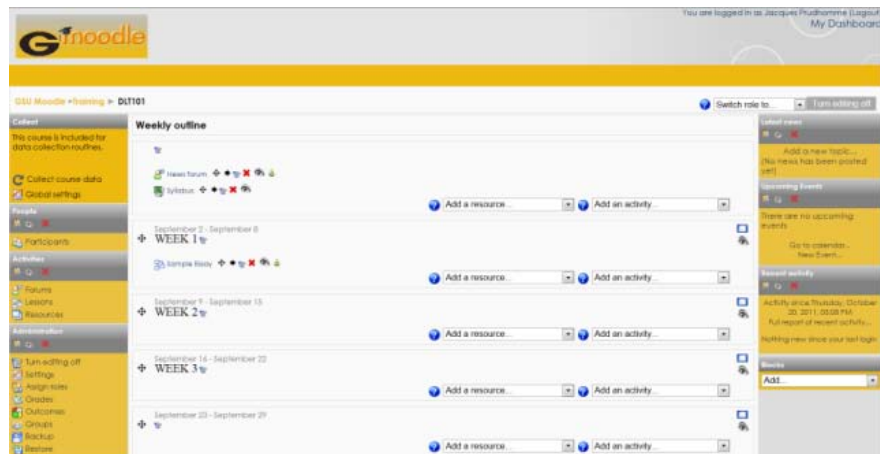 You are logged in as Jacques Prudhomme (Logout
My Dashboard
G moodle
GSU Moodle ▸ Training ▸ DLT101
Switch role to...
Turn editing off
Collect
This course is included for
data collection routines.
Collect course data
Global settings
People
Participants
Activities
Forums
Lessons
Resources
Administration
Turn editing off
Settings
Assign roles
Grades
Outcomes
Groups
Backup
Restore
Weekly outline
News forum
Syllabus
Add a resource...
Add an activity...
September 2 - September 8
WEEK 1
Sample Essay
Add a resource...
Add an activity...
September 9 - September 15
WEEK 2
Add a resource...
Add an activity...
September 16 - September 22
WEEK 3
Add a resource...
Add an activity...
September 23 - September 29
Add a resource...
Add an activity...
Latest news
Add a new topic...
(No news has been posted
yet)
Upcoming Events
There are no upcoming
events
Go to calendar...
New Event...
Recent activity
Activity since Thursday, October
20, 2011, 05:08 PM
Full report of recent activity...
Nothing new since your last login
Blocks
Add...